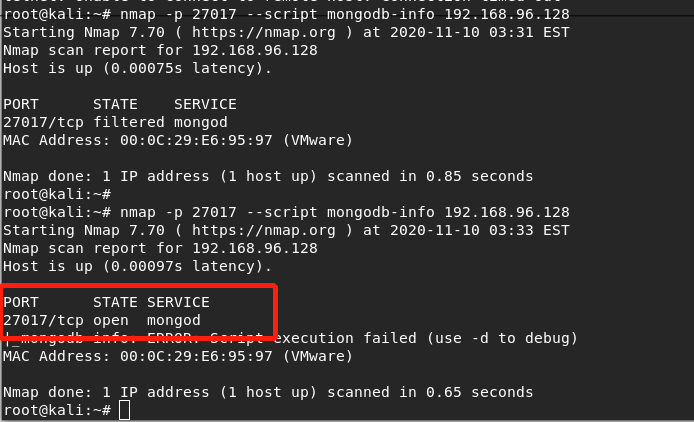 root@kali:~# nmap -p 27017 --script mongodb-info 192.168.96.128
Starting Nmap 7.70 ( https://nmap.org ) at 2020-11-10 03:31 EST
Nmap scan report for 192.168.96.128
Host is up (0.00075s latency).
PORT      STATE    SERVICE
27017/tcp filtered mongod
MAC Address: 00:0C:29:E6:95:97 (VMware)
Nmap done: 1 IP address (1 host up) scanned in 0.85 seconds
root@kali:~#
root@kali:~# nmap -p 27017 --script mongodb-info 192.168.96.128
Starting Nmap 7.70 ( https://nmap.org ) at 2020-11-10 03:33 EST
Nmap scan report for 192.168.96.128
Host is up (0.00097s latency).
PORT      STATE SERVICE
27017/tcp open  mongod
|_mongodb-info: ERROR: Script execution failed (use -d to debug)
MAC Address: 00:0C:29:E6:95:97 (VMware)
Nmap done: 1 IP address (1 host up) scanned in 0.65 seconds
root@kali:~#